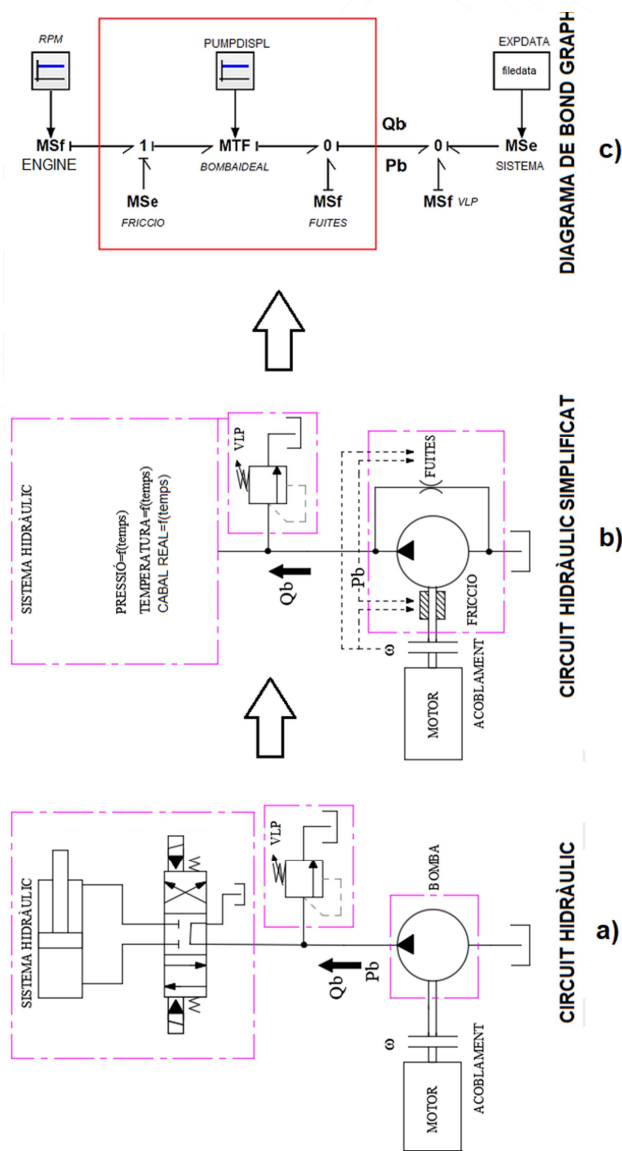 SISTEMA HIDRÀULIC
VLP
Qb
Pb
BOMBA
ω
MOTOR
ACOBLAMENT
CIRCUIT HIDRÀULIC
a)
SISTEMA HIDRÀULIC
PRESSIÓ=f(temps)
TEMPERATURA=f(temps)
CABAL REAL=f(temps)
VLP
Qb
Pb
FUITES
ω
FRICCIO
MOTOR
ACOBLAMENT
CIRCUIT HIDRÀULIC SIMPLIFICAT
b)
RPM
PUMPDISPL
EXPDATA
filedata
MSf
1
MTF
0
Qb
Pb
0
MSe
ENGINE
BOMBAIDEAL
SISTEMA
MSe
FRICCIO
MSf
FUITES
MSf VLP
DIAGRAMA DE BOND GRAPH
c)